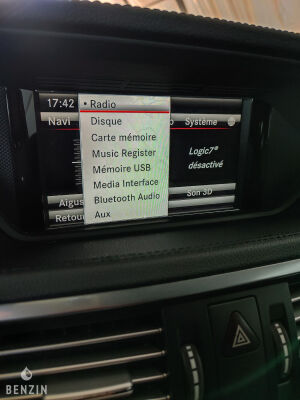 17:42
• Radio
Navi
Système
Disque
Carte mémoire
Music Register
Mémoire USB
Media Interface
Bluetooth Audio
Aux
Logic7®
désactivé
Son 3D
Aigus
Retour
BENZIN